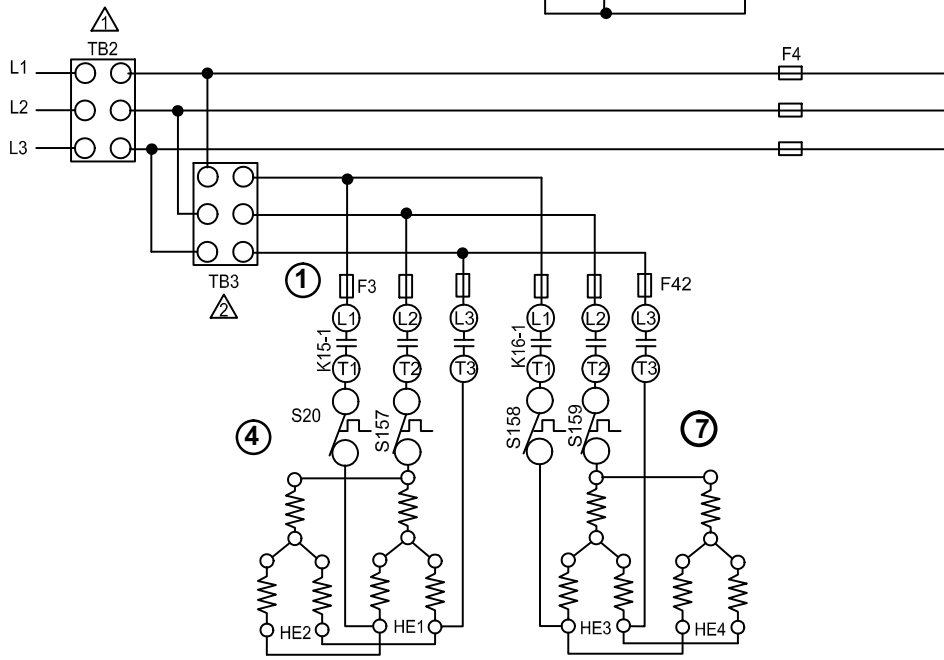 1
TB2
L1
F4
L2
L3
TB3
2
1
F3
F42
L1
L2
L3
L1
L2
L3
K15-1
K16-1
T1
T2
T3
T1
T2
T3
S20
S157
S158
S159
4
7
HE2
HE1
HE3
HE4